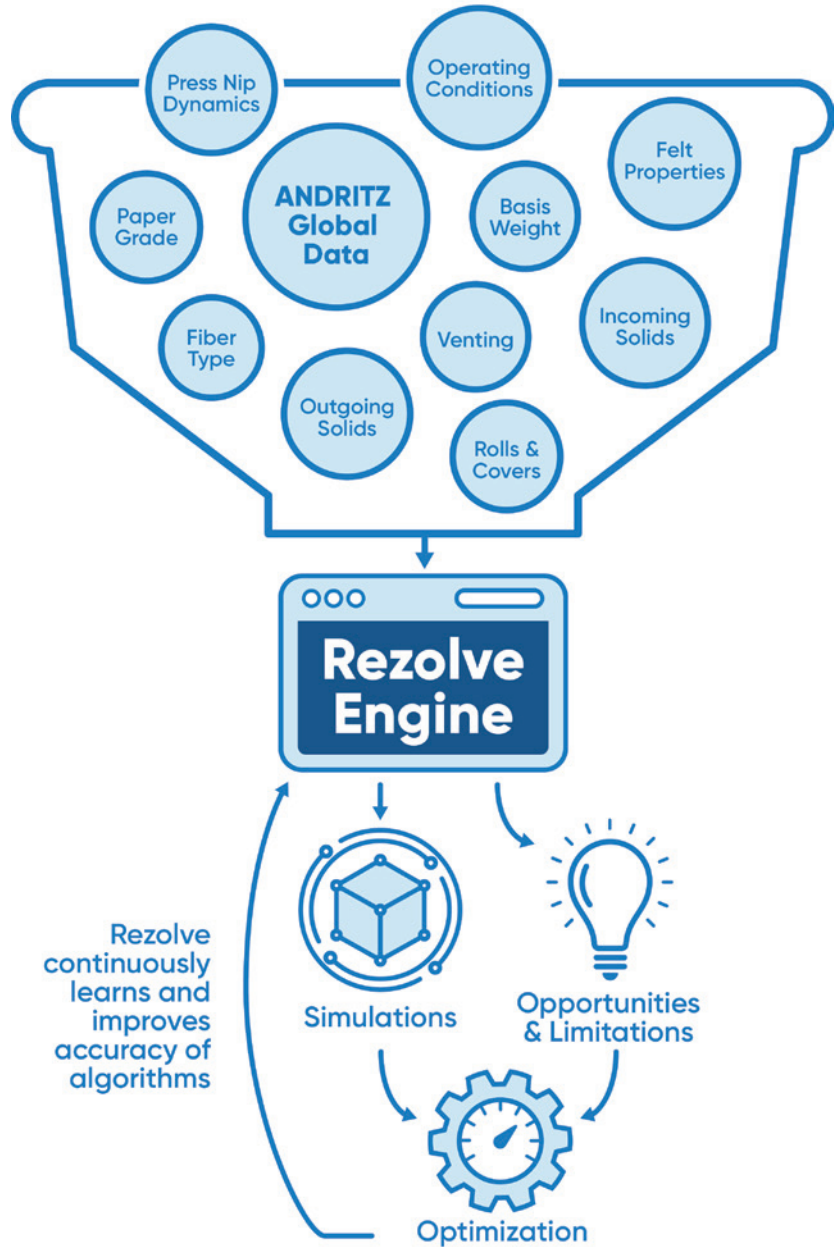 Press Nip
Dynamics
Operating
Conditions
Felt
Properties
ANDRITZ
Global
Data
Paper
Grade
Basis
Weight
Incoming
Solids
Venting
Fiber
Type
Outgoing
Solids
Rolls &
Covers
Rezolve
Engine
Rezolve
continuously
learns and
improves
accuracy of
algorithms
Simulations
Opportunities
& Limitations
Optimization